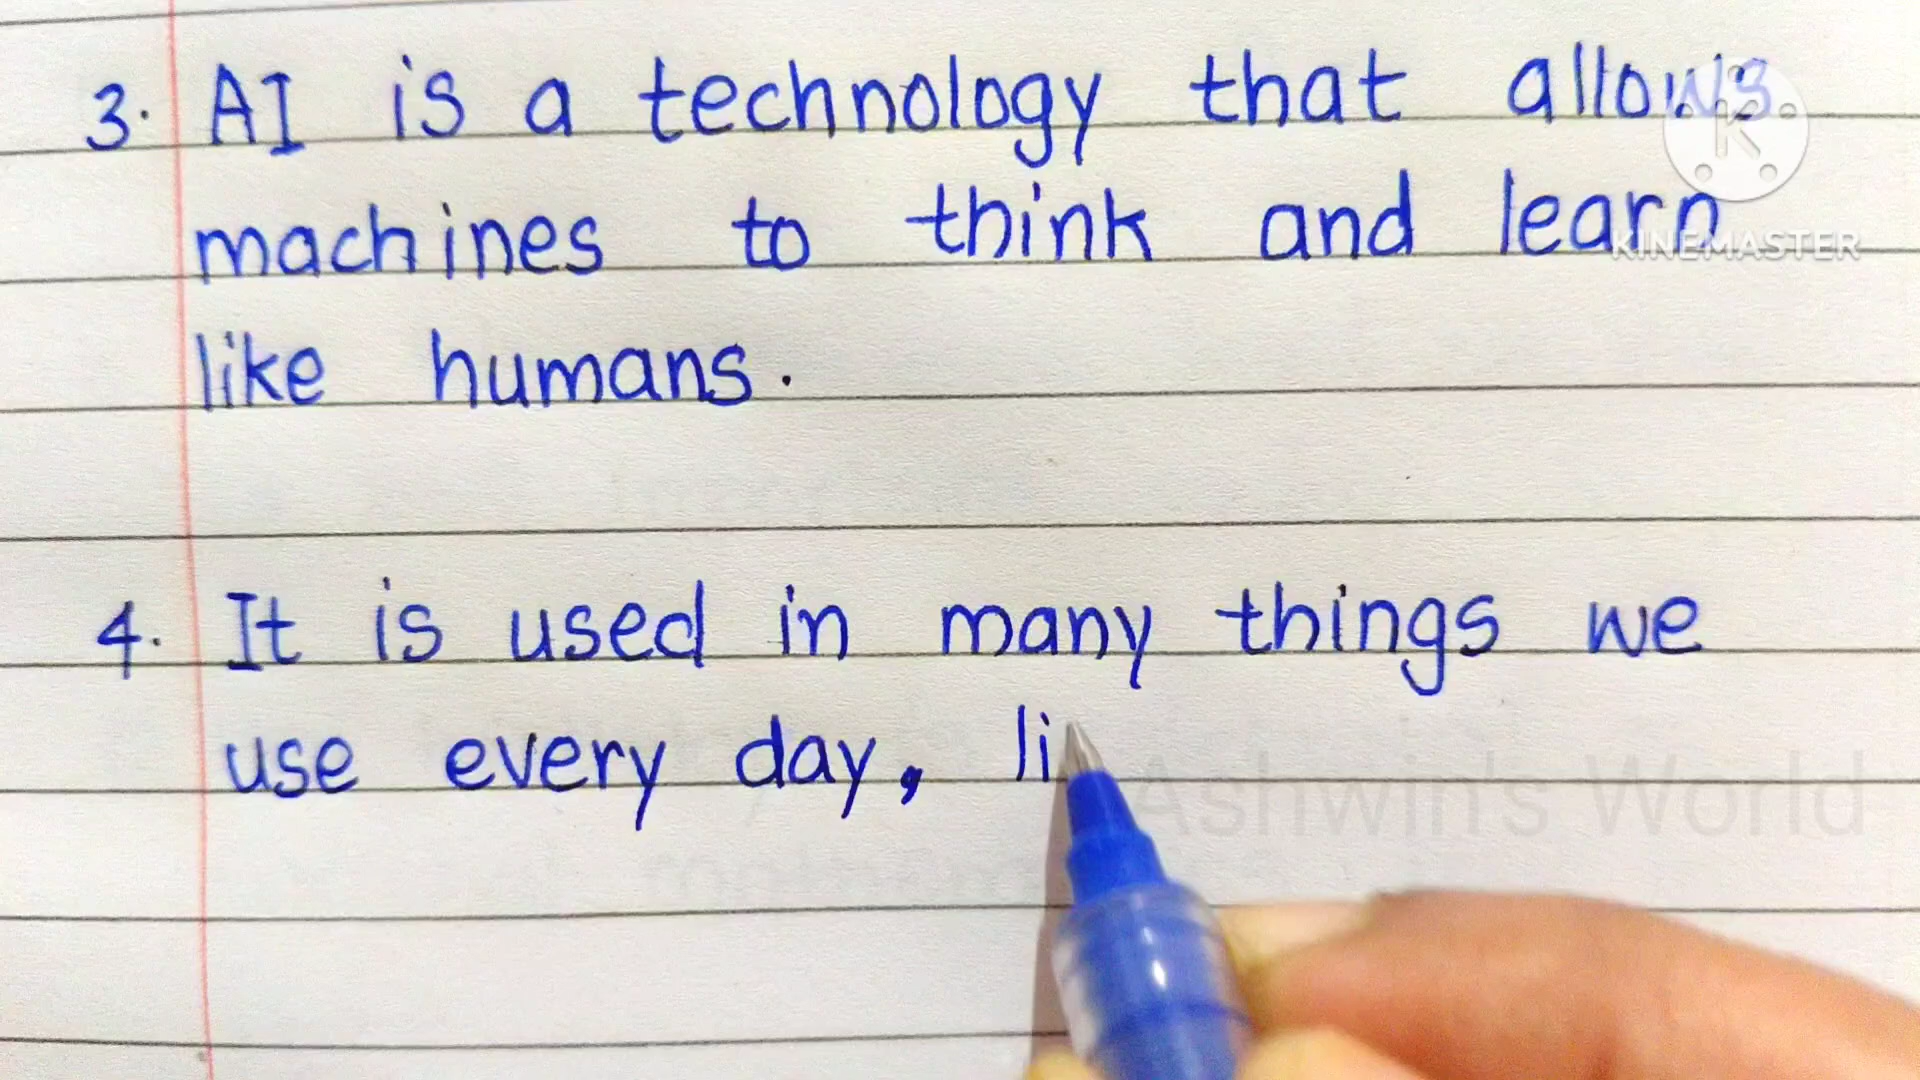 3. AI is a technology that allows
machines to think and learn
KINEMASTER
like humans.
4. It is used in many things we
use every day, li
Ashwin's World